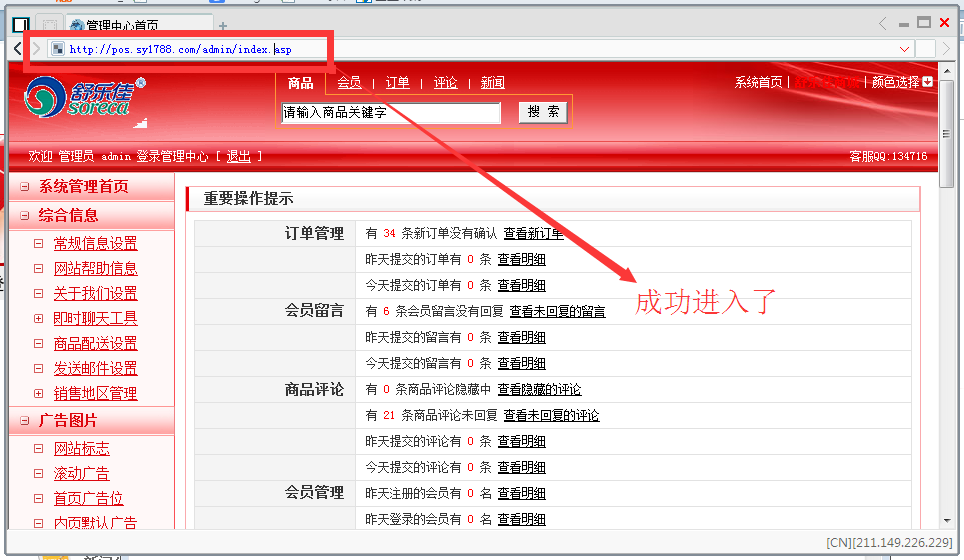 管理中心首页
http://pos.sy1788.com/admin/index.asp
舒乐佳
soreca
商品 会员 | 订单 | 评论 | 新闻
系统首页 | | 颜色选择
请输入商品关键字 搜 索
欢迎 管理员 admin 登录管理中心 [ 退出 ]
客服QQ:134716
系统管理首页
综合信息
常规信息设置
网站帮助信息
关于我们设置
即时聊天工具
商品配送设置
发送邮件设置
销售地区管理
广告图片
网站标志
滚动广告
首页广告位
内页默认广告
重要操作提示
订单管理 有 34 条新订单没有确认 查看新订单
昨天提交的订单有 0 条 查看明细
今天提交的订单有 0 条 查看明细
会员留言 有 6 条会员留言没有回复 查看未回复的留言
昨天提交的留言有 0 条 查看明细
今天提交的留言有 0 条 查看明细
商品评论 有 0 条商品评论隐藏中 查看隐藏的评论
有 21 条商品评论未回复 查看未回复的评论
昨天提交的评论有 0 条 查看明细
今天提交的评论有 0 条 查看明细
会员管理 昨天注册的会员有 0 名 查看明细
昨天登录的会员有 0 名 查看明细
成功进入了
[CN][211.149.226.229]